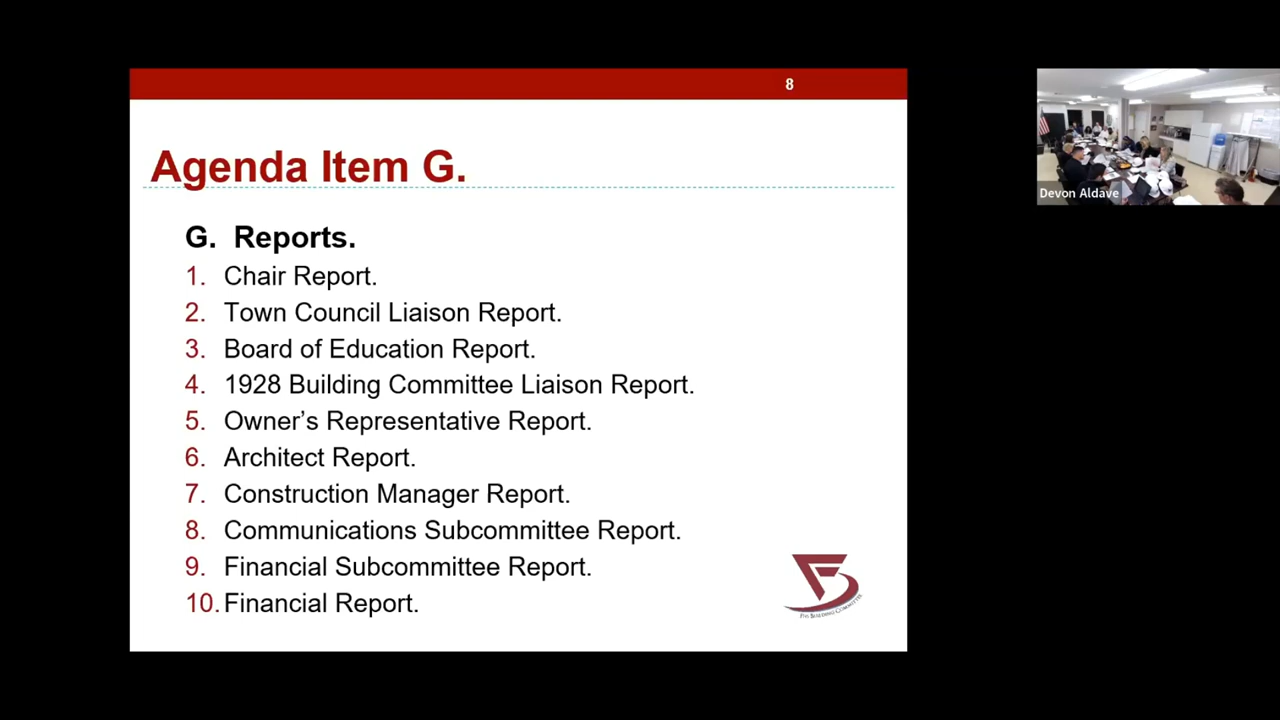 8
Agenda Item G.
G. Reports.
1. Chair Report.
2. Town Council Liaison Report.
3. Board of Education Report.
4. 1928 Building Committee Liaison Report.
5. Owner’s Representative Report.
6. Architect Report.
7. Construction Manager Report.
8. Communications Subcommittee Report.
9. Financial Subcommittee Report.
10. Financial Report.
Building Committee
Devon Aldave